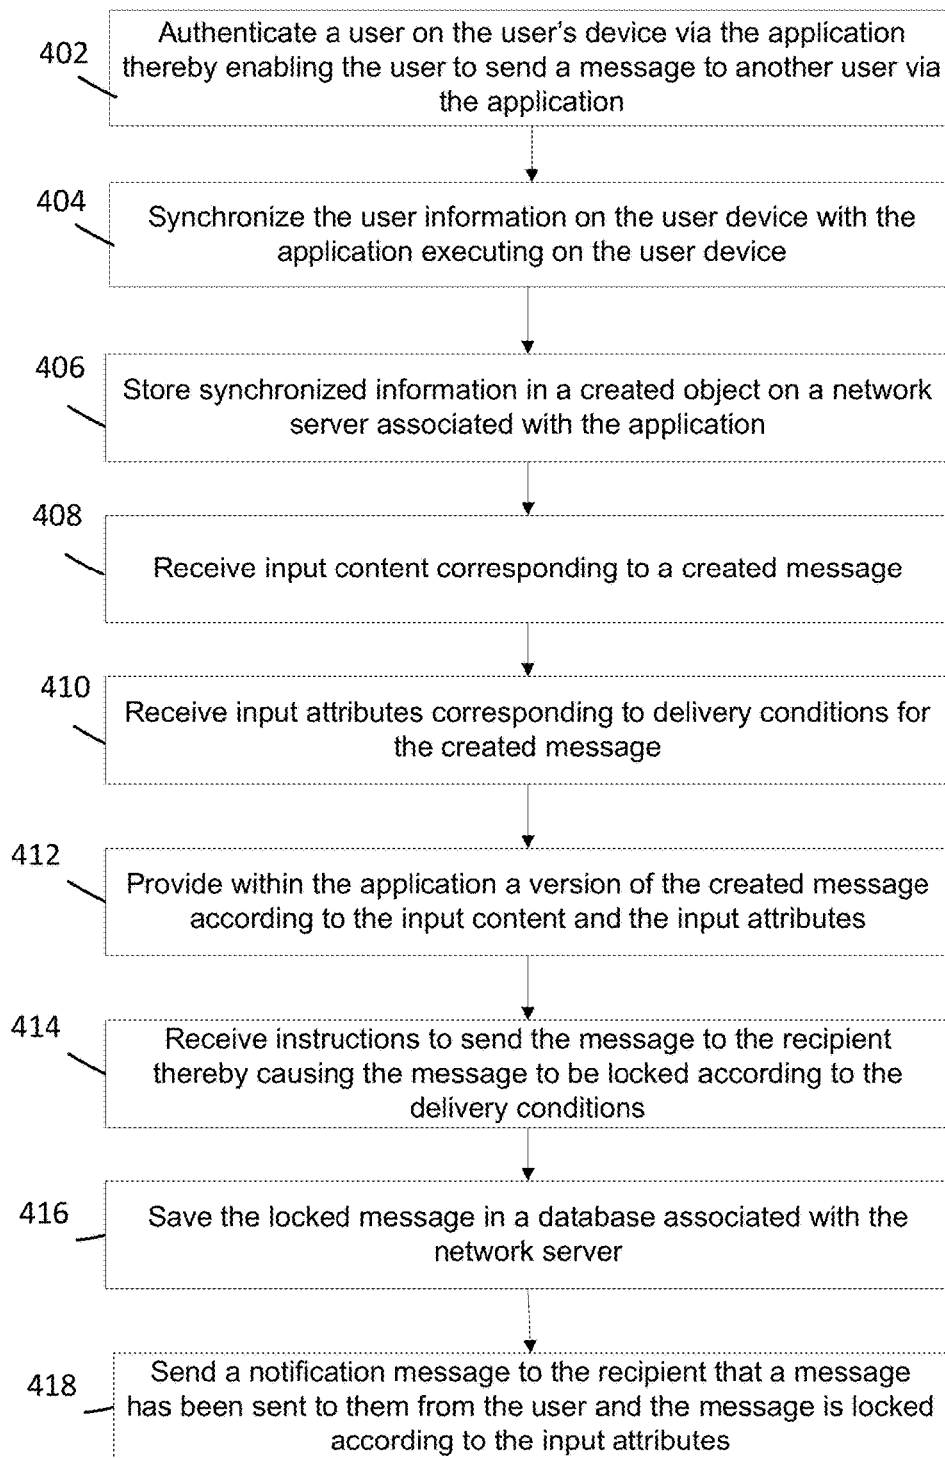 402
Authenticate a user on the user's device via the application
thereby enabling the user to send a message to another user via
the application
404
Synchronize the user information on the user device with the
application executing on the user device
406
Store synchronized information in a created object on a network
server associated with the application
408
Receive input content corresponding to a created message
410
Receive input attributes corresponding to delivery conditions for
the created message
412
Provide within the application a version of the created message
according to the input content and the input attributes
414
Receive instructions to send the message to the recipient
thereby causing the message to be locked according to the
delivery conditions
416
Save the locked message in a database associated with the
network server
418
Send a notification message to the recipient that a message
has been sent to them from the user and the message is locked
according to the input attributes